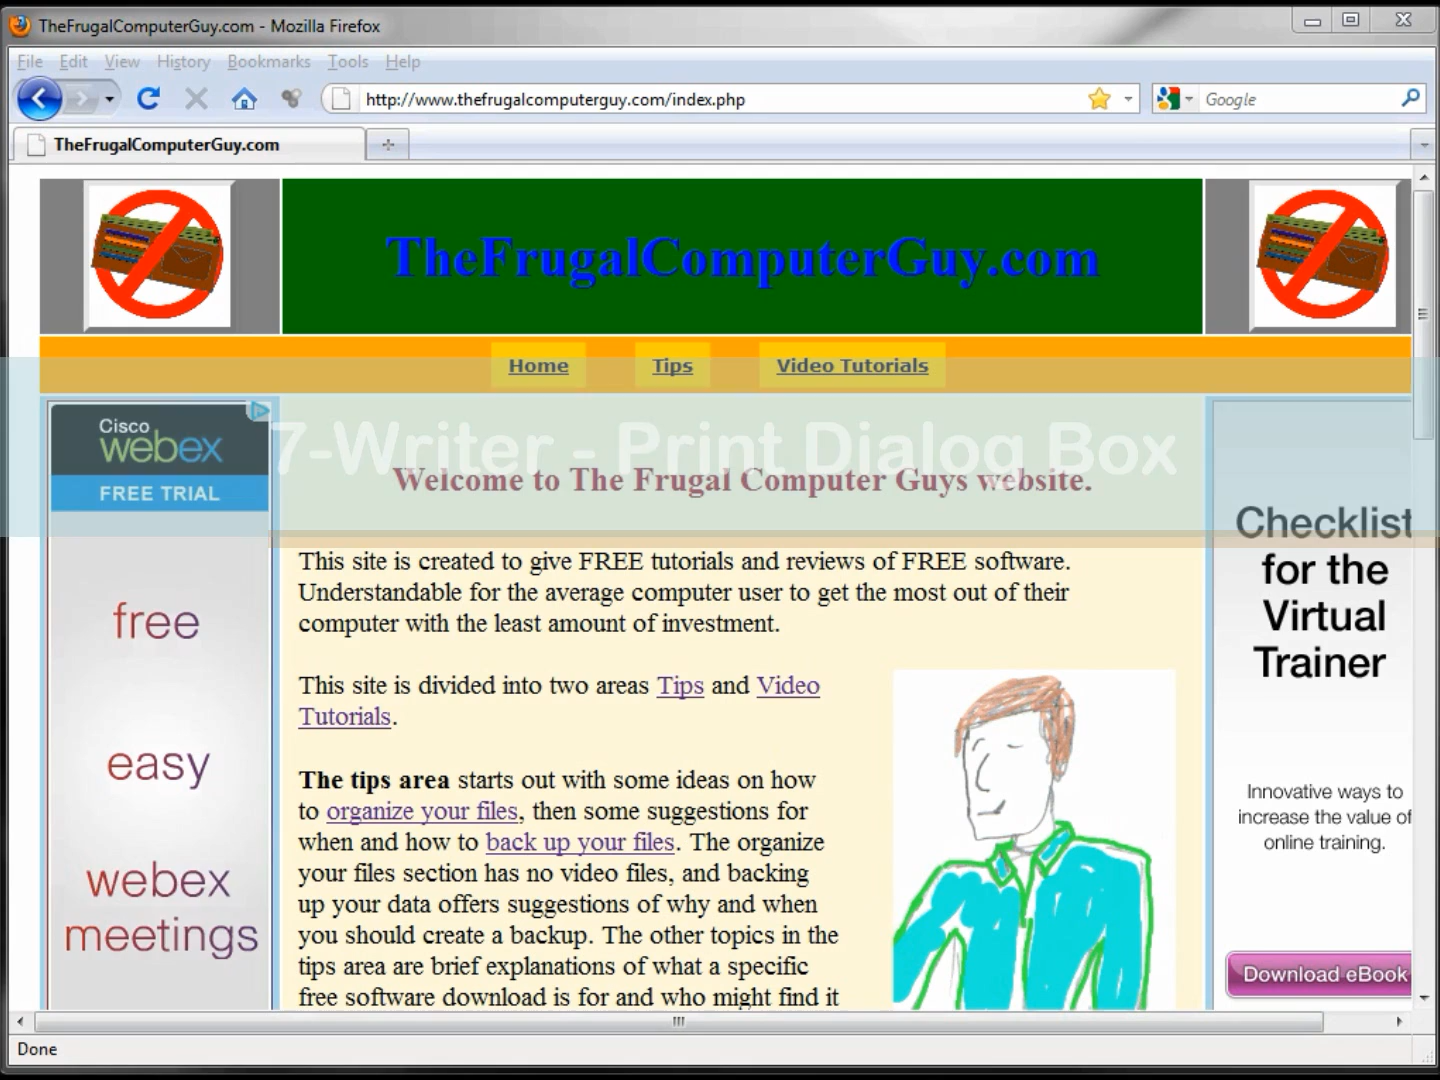 TheFrugalComputerGuy.com - Mozilla Firefox
File Edit View History Bookmarks Tools Help
http://www.thefrugalcomputerguy.com/index.php
Google
TheFrugalComputerGuy.com
TheFrugalComputerGuy.com
Home Tips Video Tutorials
Cisco
webex
FREE TRIAL
free
easy
webex
meetings
7-Writer - Print Dialog Box
Welcome to The Frugal Computer Guys website.
This site is created to give FREE tutorials and reviews of FREE software.
Understandable for the average computer user to get the most out of their
computer with the least amount of investment.
This site is divided into two areas Tips and Video
Tutorials.
The tips area starts out with some ideas on how
to organize your files, then some suggestions for
when and how to back up your files. The organize
your files section has no video files, and backing
up your data offers suggestions of why and when
you should create a backup. The other topics in the
tips area are brief explanations of what a specific
free software download is for and who might find it
Checklist
for the
Virtual
Trainer
Innovative ways to
increase the value of
online training.
Download eBook
Done